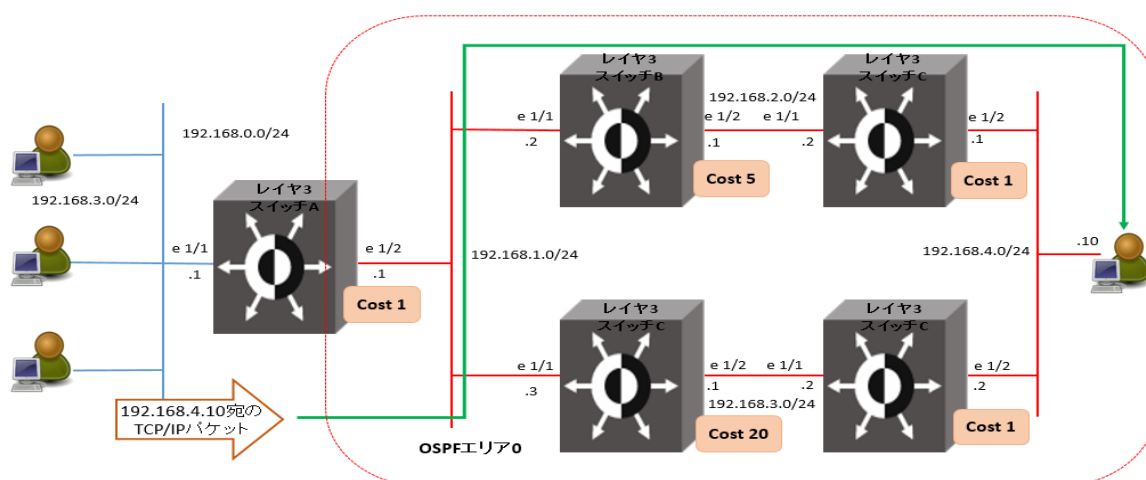 レイヤ3
スイッチB
レイヤ3
スイッチC
192.168.2.0/24
e 1/1
e 1/2
e 1/1
e 1/2
.2
.1
.2
.1
Cost 5
Cost 1
192.168.0.0/24
192.168.3.0/24
レイヤ3
スイッチA
e 1/1
e 1/2
.1
.1
Cost 1
192.168.1.0/24
192.168.4.0/24
.10
レイヤ3
スイッチC
レイヤ3
スイッチC
e 1/1
e 1/2
e 1/1
e 1/2
.3
.1
.2
.2
192.168.3.0/24
Cost 20
Cost 1
192.168.4.10宛の
TCP/IPパケット
OSPFエリア0